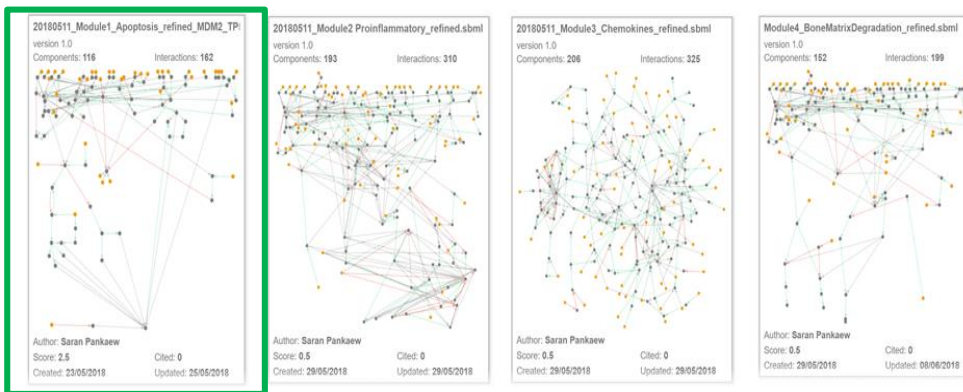 20180511_Module1_Apoptosis_refined_MDM2_TP
version 1.0
Components: 116 Interactions: 162
Author: Saran Pankaew
Score: 2.5 Cited: 0
Created: 23/05/2018 Updated: 25/05/2018
20180511_Module2 Proinflammatory_refined.sbml
version 1.0
Components: 193 Interactions: 310
Author: Saran Pankaew
Score: 0.5 Cited: 0
Created: 29/05/2018 Updated: 29/05/2018
20180511_Module3_Chemokines_refined.sbml
version 1.0
Components: 206 Interactions: 325
Author: Saran Pankaew
Score: 0.5 Cited: 0
Created: 29/05/2018 Updated: 29/05/2018
Module4_BoneMatrixDegradation_refined.sbml
version 1.0
Components: 152 Interactions: 199
Author: Saran Pankaew
Score: 0.5 Cited: 0
Created: 29/05/2018 Updated: 08/06/2018